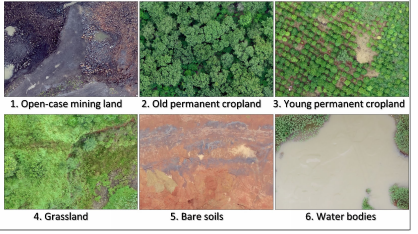 1. Open-case mining land
2. Old permanent cropland
3. Young permanent cropland
4. Grassland
5. Bare soils
6. Water bodies